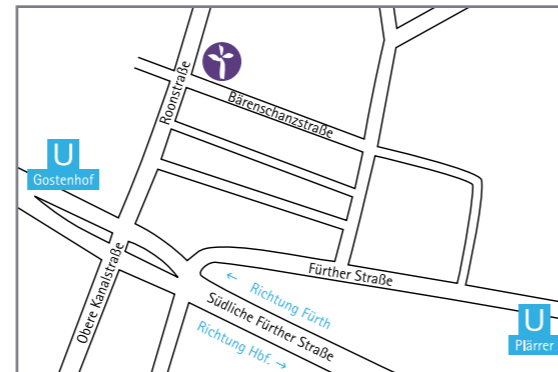 Roonstraße
Bärenschanzstraße
U
Gostenhof
Obere Kanalstraße
Fürther Straße
← Richtung Fürth
Südliche Fürther Straße
Richtung Hbf. →
U
Plärrer